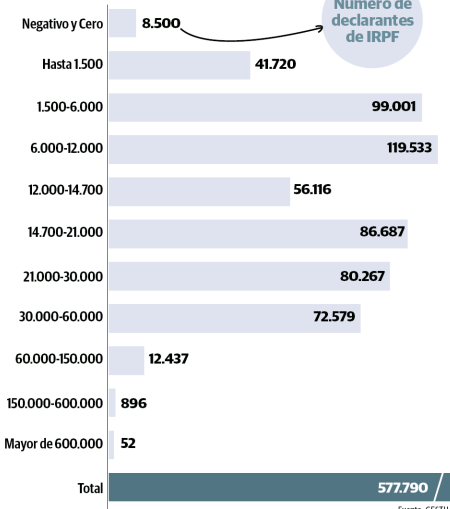 Número de
declarantes
de IRPF
Negativo y Cero 8.500
Hasta 1.500 41.720
1.500-6.000 99.001
6.000-12.000 119.533
12.000-14.700 56.116
14.700-21.000 86.687
21.000-30.000 80.267
30.000-60.000 72.579
60.000-150.000 12.437
150.000-600.000 896
Mayor de 600.000 52
Total 577.790